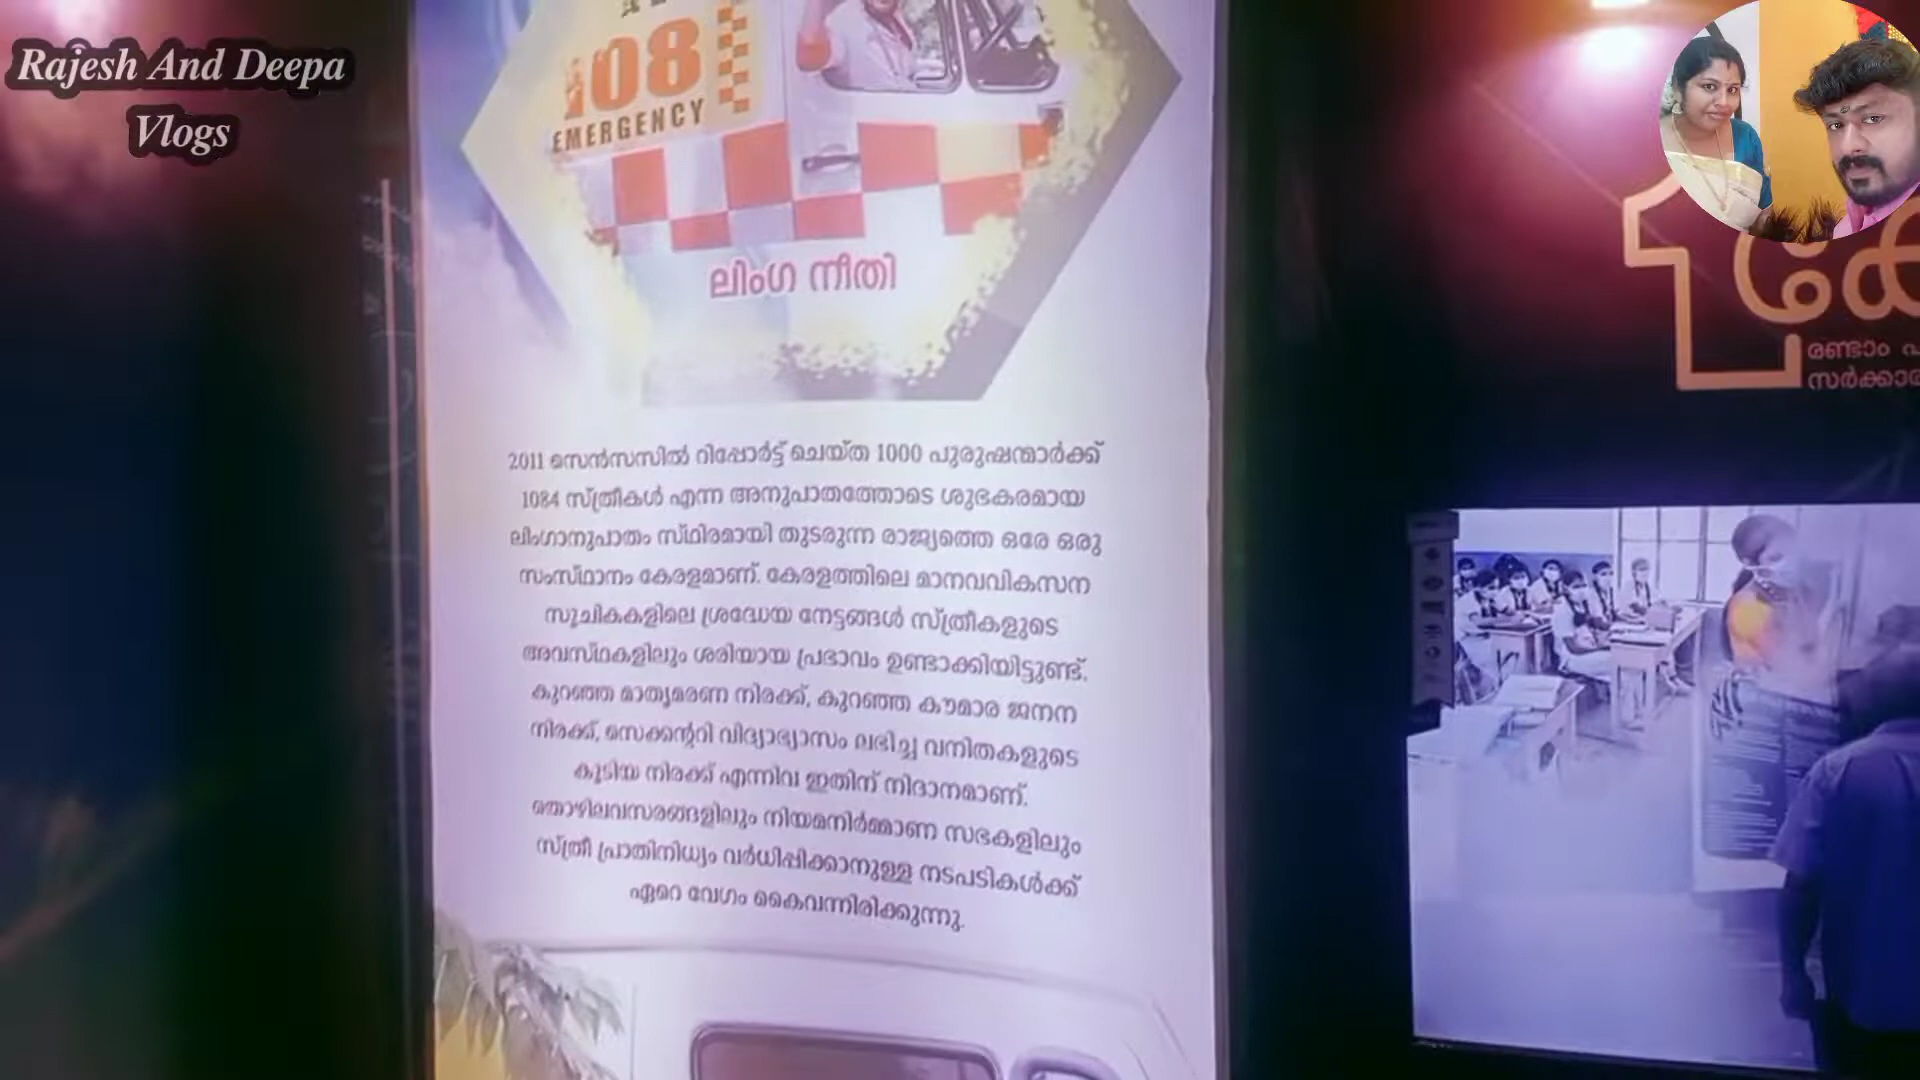 Rajesh And Deepa
Vlogs
108
EMERGENCY
ലിംഗ നീതി
2011 സെൻസസിൽ റിപ്പോർട്ട് ചെയ്ത 1000 പുരുഷന്മാർക്ക്
1084 സ്ത്രീകൾ എന്ന അനുപാതത്തോടെ ശുഭകരമായ
ലിംഗാനുപാതം സ്ഥിരമായി തുടരുന്ന രാജ്യത്തെ ഒരേ ഒരു
സംസ്ഥാനം കേരളമാണ്. കേരളത്തിലെ മാനവവികസന
സൂചികകളിലെ ശ്രദ്ധേയ നേട്ടങ്ങൾ സ്ത്രീകളുടെ
അവസ്ഥകളിലും ശരിയായ പ്രഭാവം ഉണ്ടാക്കിയിട്ടുണ്ട്.
കുറഞ്ഞ മാതൃമരണ നിരക്ക്, കുറഞ്ഞ കൗമാര ജനന
നിരക്ക്, സെക്കന്ററി വിദ്യാഭ്യാസം ലഭിച്ച വനിതകളുടെ
കൂടിയ നിരക്ക് എന്നിവ ഇതിന് നിദാനമാണ്.
തൊഴിലവസരങ്ങളിലും നിയമനിർമ്മാണ സഭകളിലും
സ്ത്രീ പ്രാതിനിധ്യം വർധിപ്പിക്കാനുള്ള നടപടികൾക്ക്
ഏറെ വേഗം കൈവന്നിരിക്കുന്നു.
1
രണ്ടാം